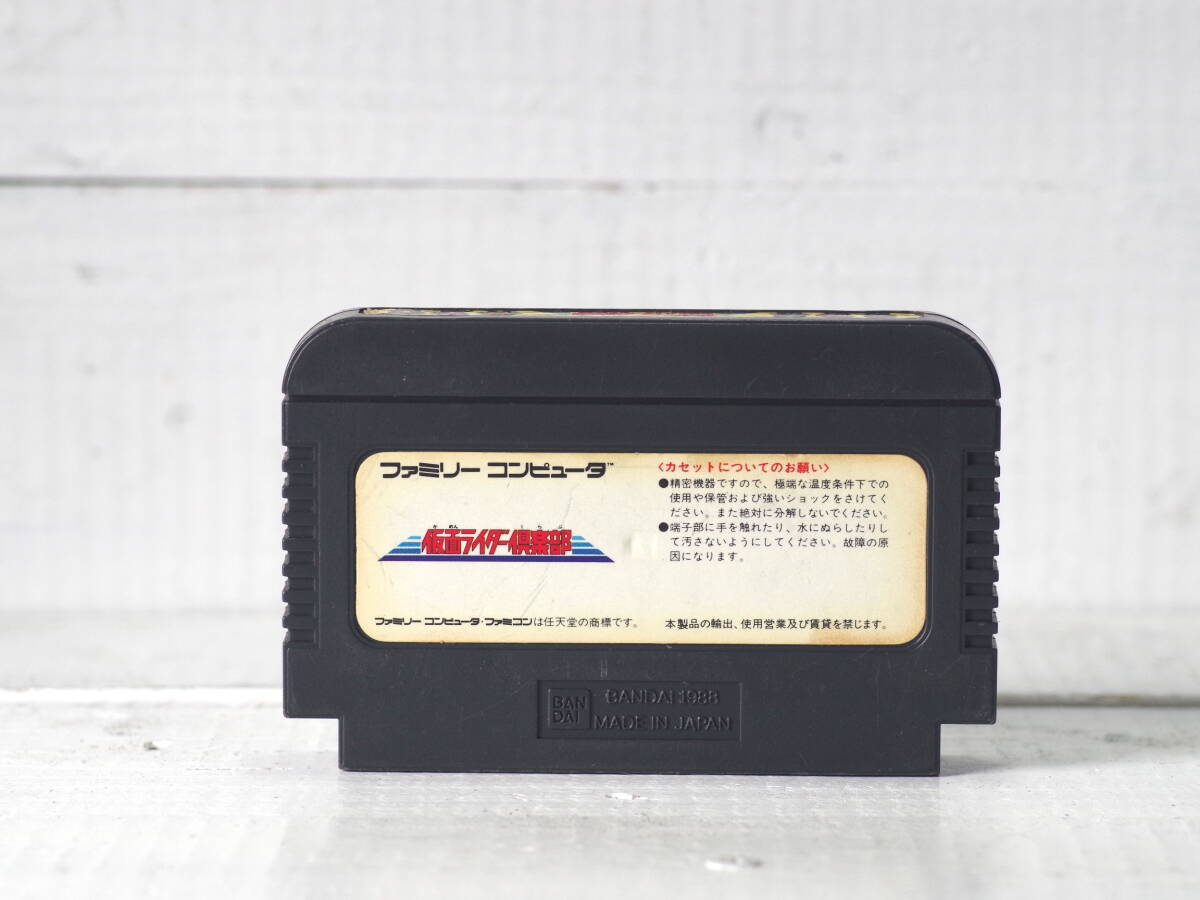 ファミリー コンピュータ™
かめん くらぶ
仮面ライダー倶楽部
〈カセットについてのお願い〉
●精密機器ですので、極端な温度条件下での
使用や保管および強いショックをさけてく
ださい。また絶対に分解しないでください。
●端子部に手を触れたり、水にぬらしたりし
て汚さないようにしてください。故障の原
因になります。
ファミリー コンピュータ・ファミコンは任天堂の商標です。
本製品の輸出、使用営業及び賃貸を禁じます。
BAN
DAI
BANDAI 1988
MADE IN JAPAN